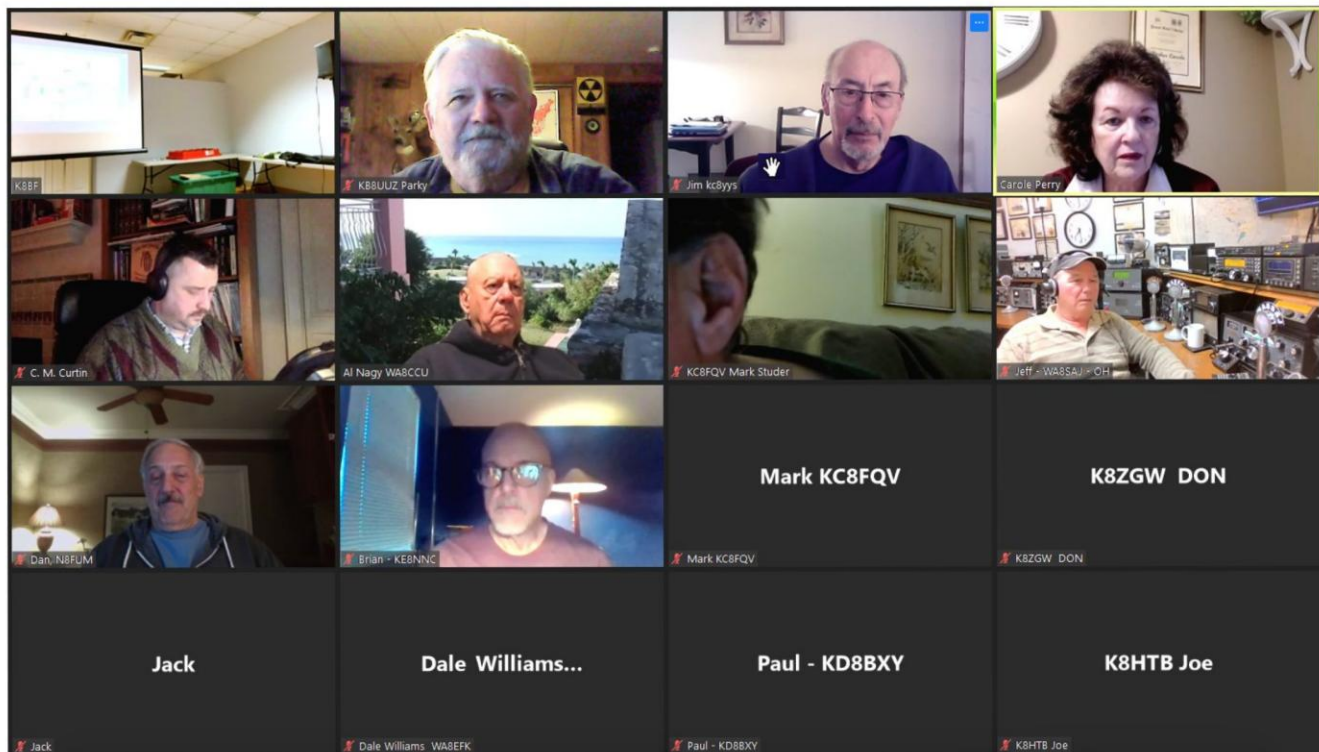 K8BF
KB8UUZ Parky
Jim kc8yys
Carole Perry
C. M. Curtin
Al Nagy WA8CCU
KC8FQV Mark Studer
Jeff - WA8SAJ - OH
Dan, N8FUM
Brian - KE8NNC
Mark KC8FQV
Mark KC8FQV
K8ZGW DON
K8ZGW DON
Jack
Jack
Dale Williams...
Dale Williams WA8EFK
Paul - KD8BXY
Paul - KD8BXY
K8HTB Joe
K8HTB Joe